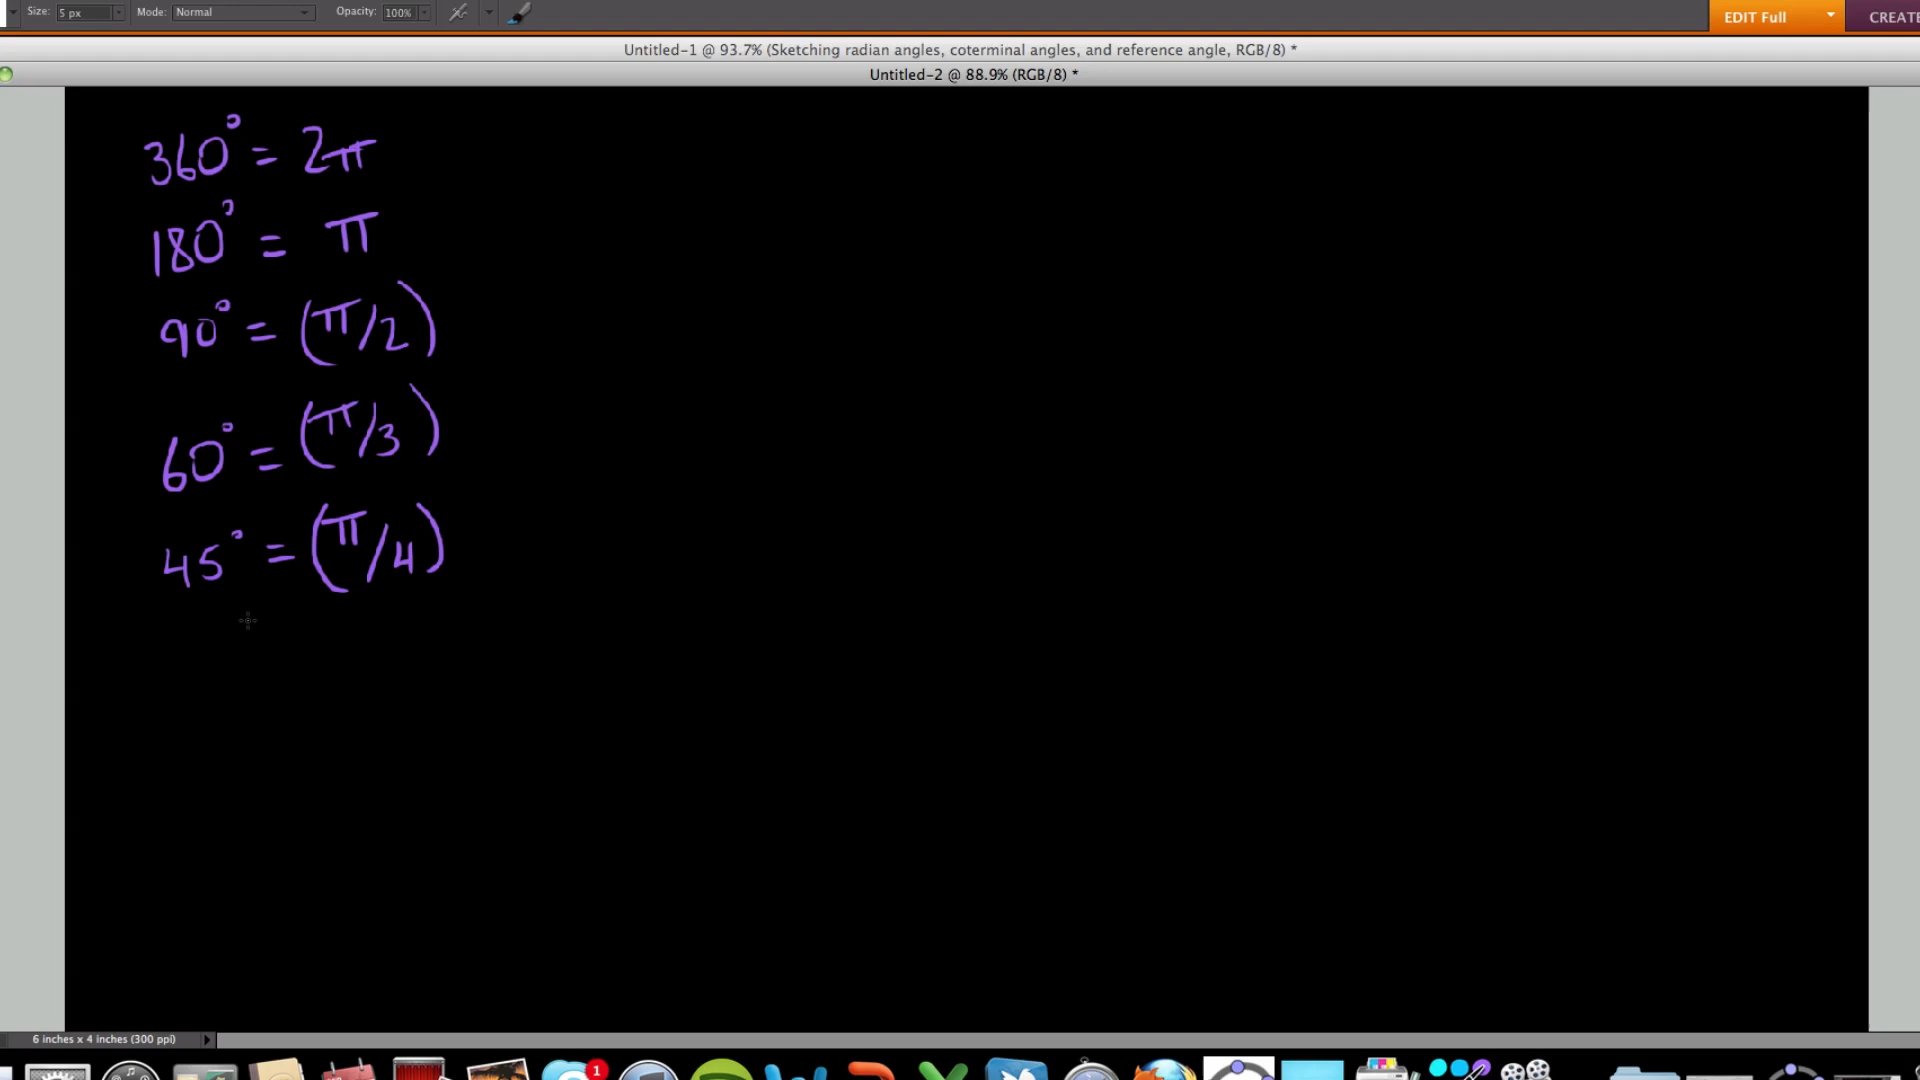 Size: 5 px Mode: Normal Opacity: 100% EDIT Full CREATE
Untitled-1 @ 93.7% (Sketching radian angles, coterminal angles, and reference angle, RGB/8) *
Untitled-2 @ 88.9% (RGB/8) *
360° = 2π
180° = π
90° = (π/2)
60° = (π/3)
45° = (π/4)
6 inches x 4 inches (300 ppi)
1